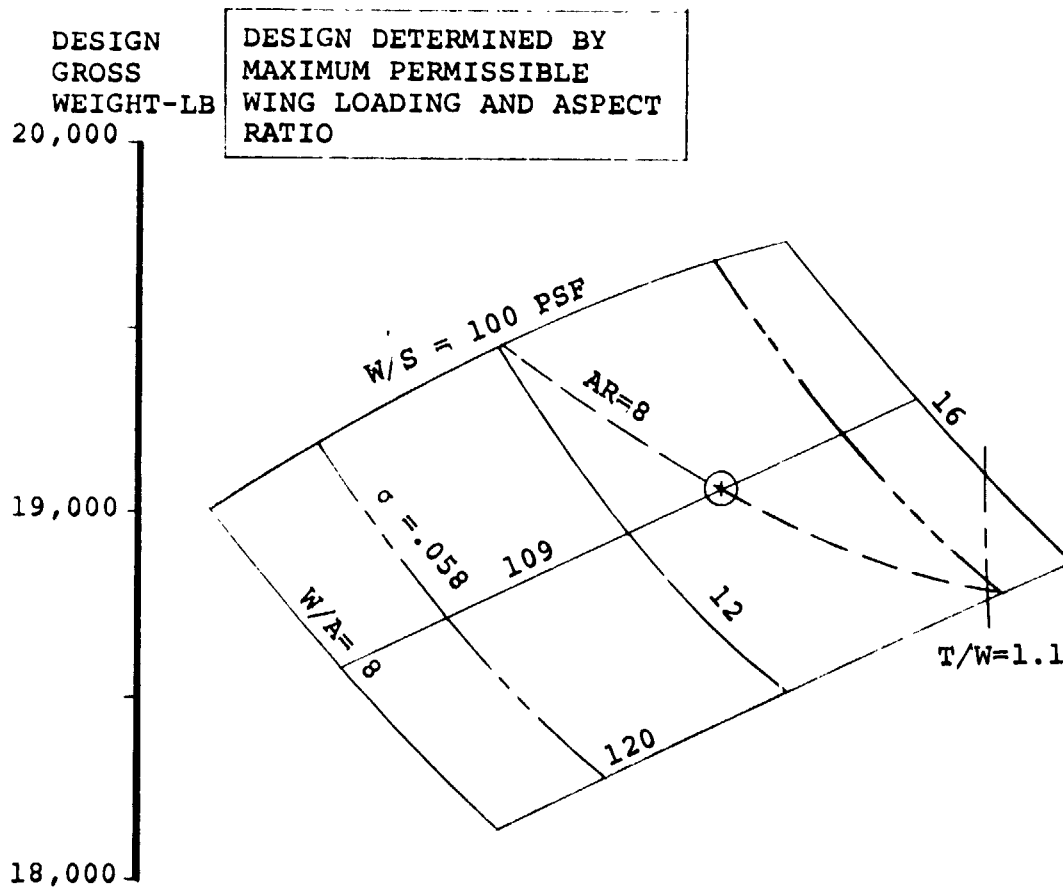 DESIGN
GROSS
WEIGHT-LB
DESIGN DETERMINED BY
MAXIMUM PERMISSIBLE
WING LOADING AND ASPECT
RATIO
20,000
19,000
18,000
W/S = 100 PSF
AR=8
16
σ =.058
109
12
W/A= 8
120
T/W=1.1